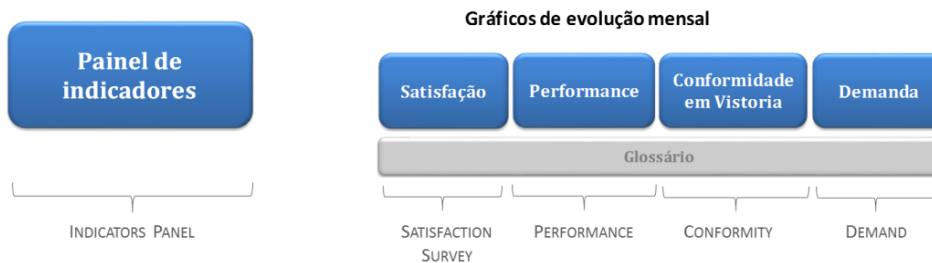 Gráficos de evolução mensal
Painel de
indicadores
Satisfação
Performance
Conformidade
em Vistoria
Demanda
Glossário
INDICATORS PANEL
SATISFACTION
SURVEY
PERFORMANCE
CONFORMITY
DEMAND